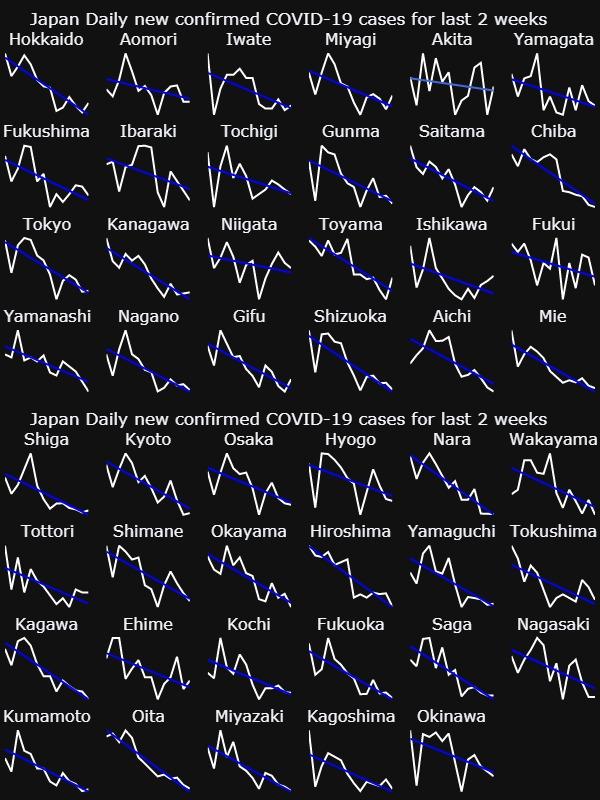 Japan Daily new confirmed COVID-19 cases for last 2 weeks
Hokkaido Aomori Iwate Miyagi Akita Yamagata
Fukushima Ibaraki Tochigi Gunma Saitama Chiba
Tokyo Kanagawa Niigata Toyama Ishikawa Fukui
Yamanashi Nagano Gifu Shizuoka Aichi Mie
Japan Daily new confirmed COVID-19 cases for last 2 weeks
Shiga Kyoto Osaka Hyogo Nara Wakayama
Tottori Shimane Okayama Hiroshima Yamaguchi Tokushima
Kagawa Ehime Kochi Fukuoka Saga Nagasaki
Kumamoto Oita Miyazaki Kagoshima Okinawa